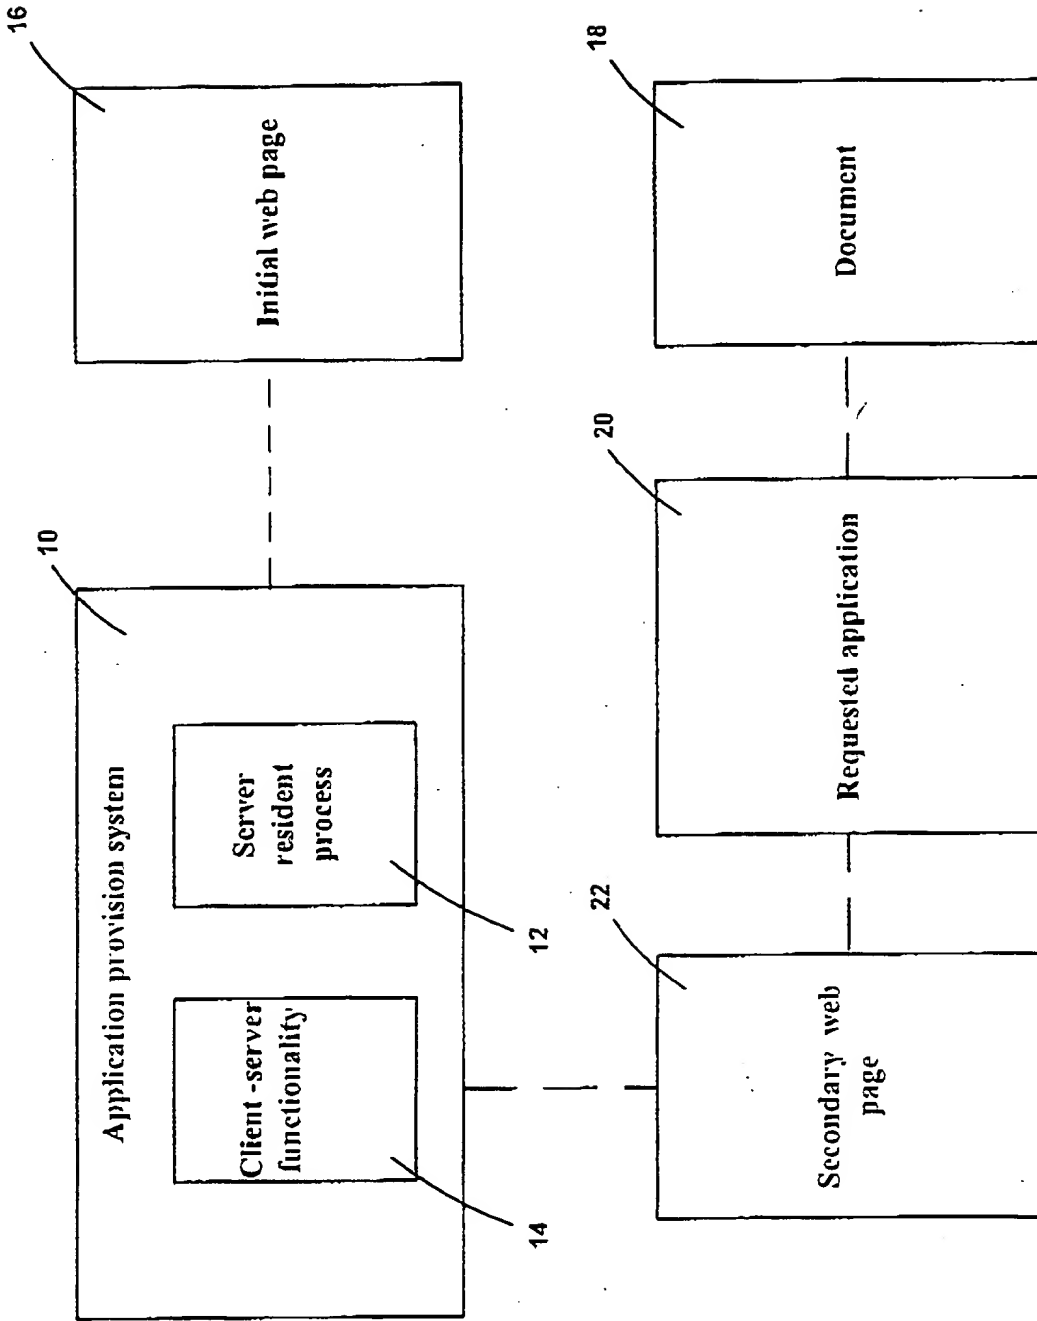 Application provision system
10
Client -server
functionality
14
Server
resident
process
12
Initial web page
16
Secondary web
page
22
Requested application
20
Document
18